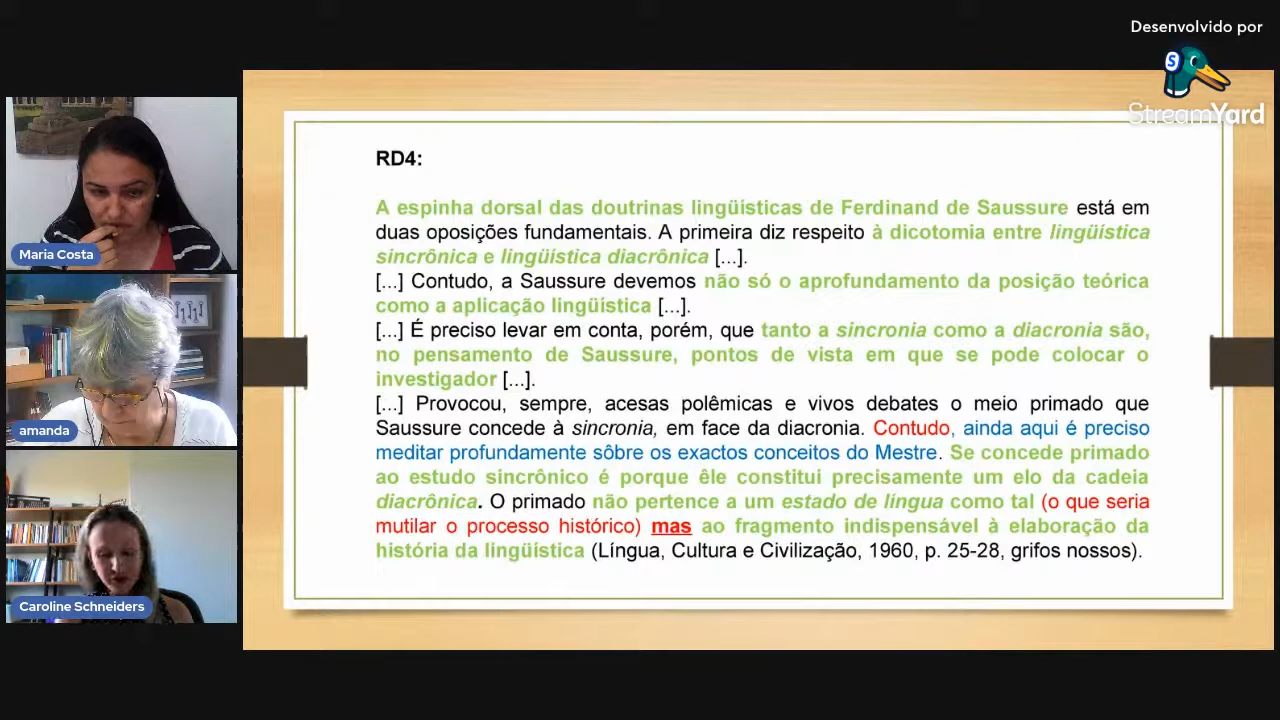 Desenvolvido por
S
StreamYard
Maria Costa
amanda
Caroline Schneiders
RD4:
A espinha dorsal das doutrinas lingüísticas de Ferdinand de Saussure está em
duas oposições fundamentais. A primeira diz respeito à dicotomia entre lingüística
sincrônica e lingüística diacrônica [...].
[...] Contudo, a Saussure devemos não só o aprofundamento da posição teórica
como a aplicação lingüística [...].
[...] É preciso levar em conta, porém, que tanto a sincronia como a diacronia são,
no pensamento de Saussure, pontos de vista em que se pode colocar o
investigador [...].
[...] Provocou, sempre, acesas polêmicas e vivos debates o meio primado que
Saussure concede à sincronia, em face da diacronia. Contudo, ainda aqui é preciso
meditar profundamente sôbre os exactos conceitos do Mestre. Se concede primado
ao estudo sincrônico é porque êle constitui precisamente um elo da cadeia
diacrônica. O primado não pertence a um estado de língua como tal (o que seria
mutilar o processo histórico) mas ao fragmento indispensável à elaboração da
história da lingüística (Língua, Cultura e Civilização, 1960, p. 25-28, grifos nossos).